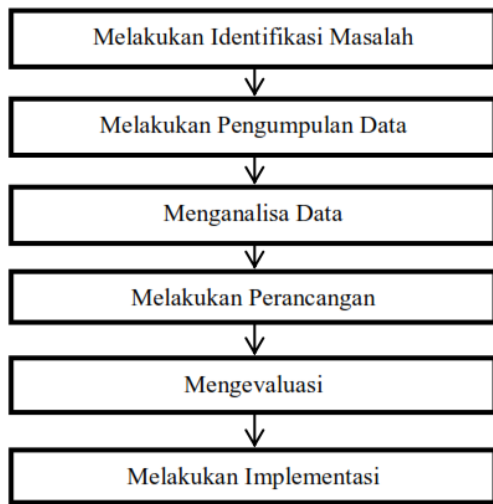 Melakukan Identifikasi Masalah
Melakukan Pengumpulan Data
Menganalisa Data
Melakukan Perancangan
Mengevaluasi
Melakukan Implementasi